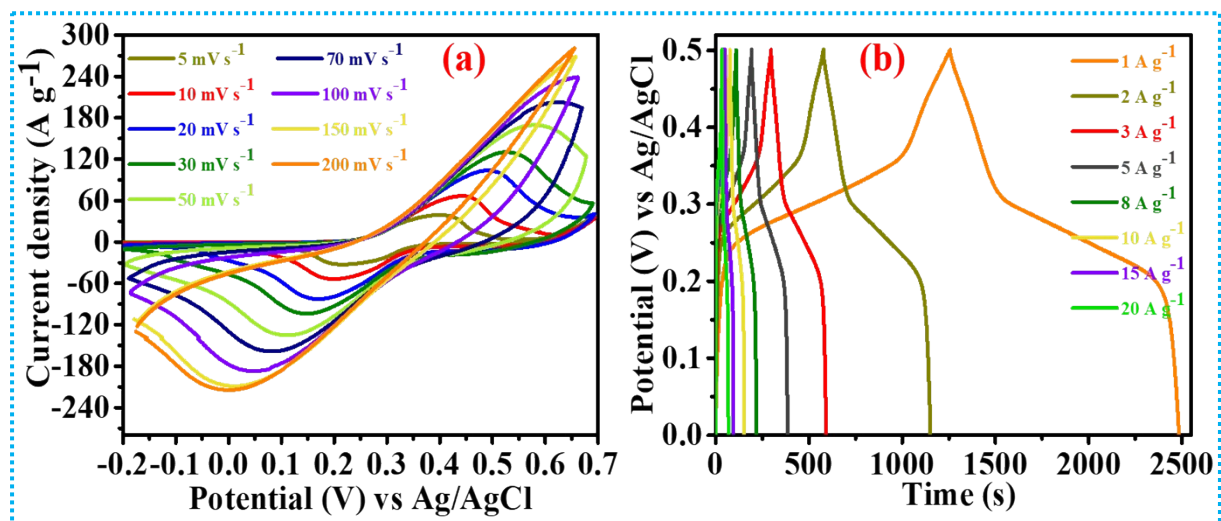 (a)
Current density (A g⁻¹)
300
240
180
120
60
0
-60
-120
-180
-240
5 mV s⁻¹
10 mV s⁻¹
20 mV s⁻¹
30 mV s⁻¹
50 mV s⁻¹
70 mV s⁻¹
100 mV s⁻¹
150 mV s⁻¹
200 mV s⁻¹
-0.2 -0.1 0.0 0.1 0.2 0.3 0.4 0.5 0.6 0.7
Potential (V) vs Ag/AgCl
(b)
Potential (V) vs Ag/AgCl
0.5
0.4
0.3
0.2
0.1
0.0
1 A g⁻¹
2 A g⁻¹
3 A g⁻¹
5 A g⁻¹
8 A g⁻¹
10 A g⁻¹
15 A g⁻¹
20 A g⁻¹
0 500 1000 1500 2000 2500
Time (s)